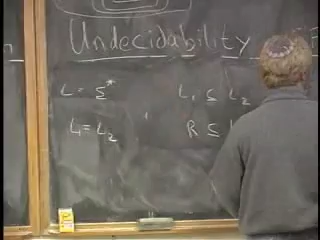 Undecidability
L = Σ*
L₁ ⊆ L₂
L₁ = L₂
R ⊆